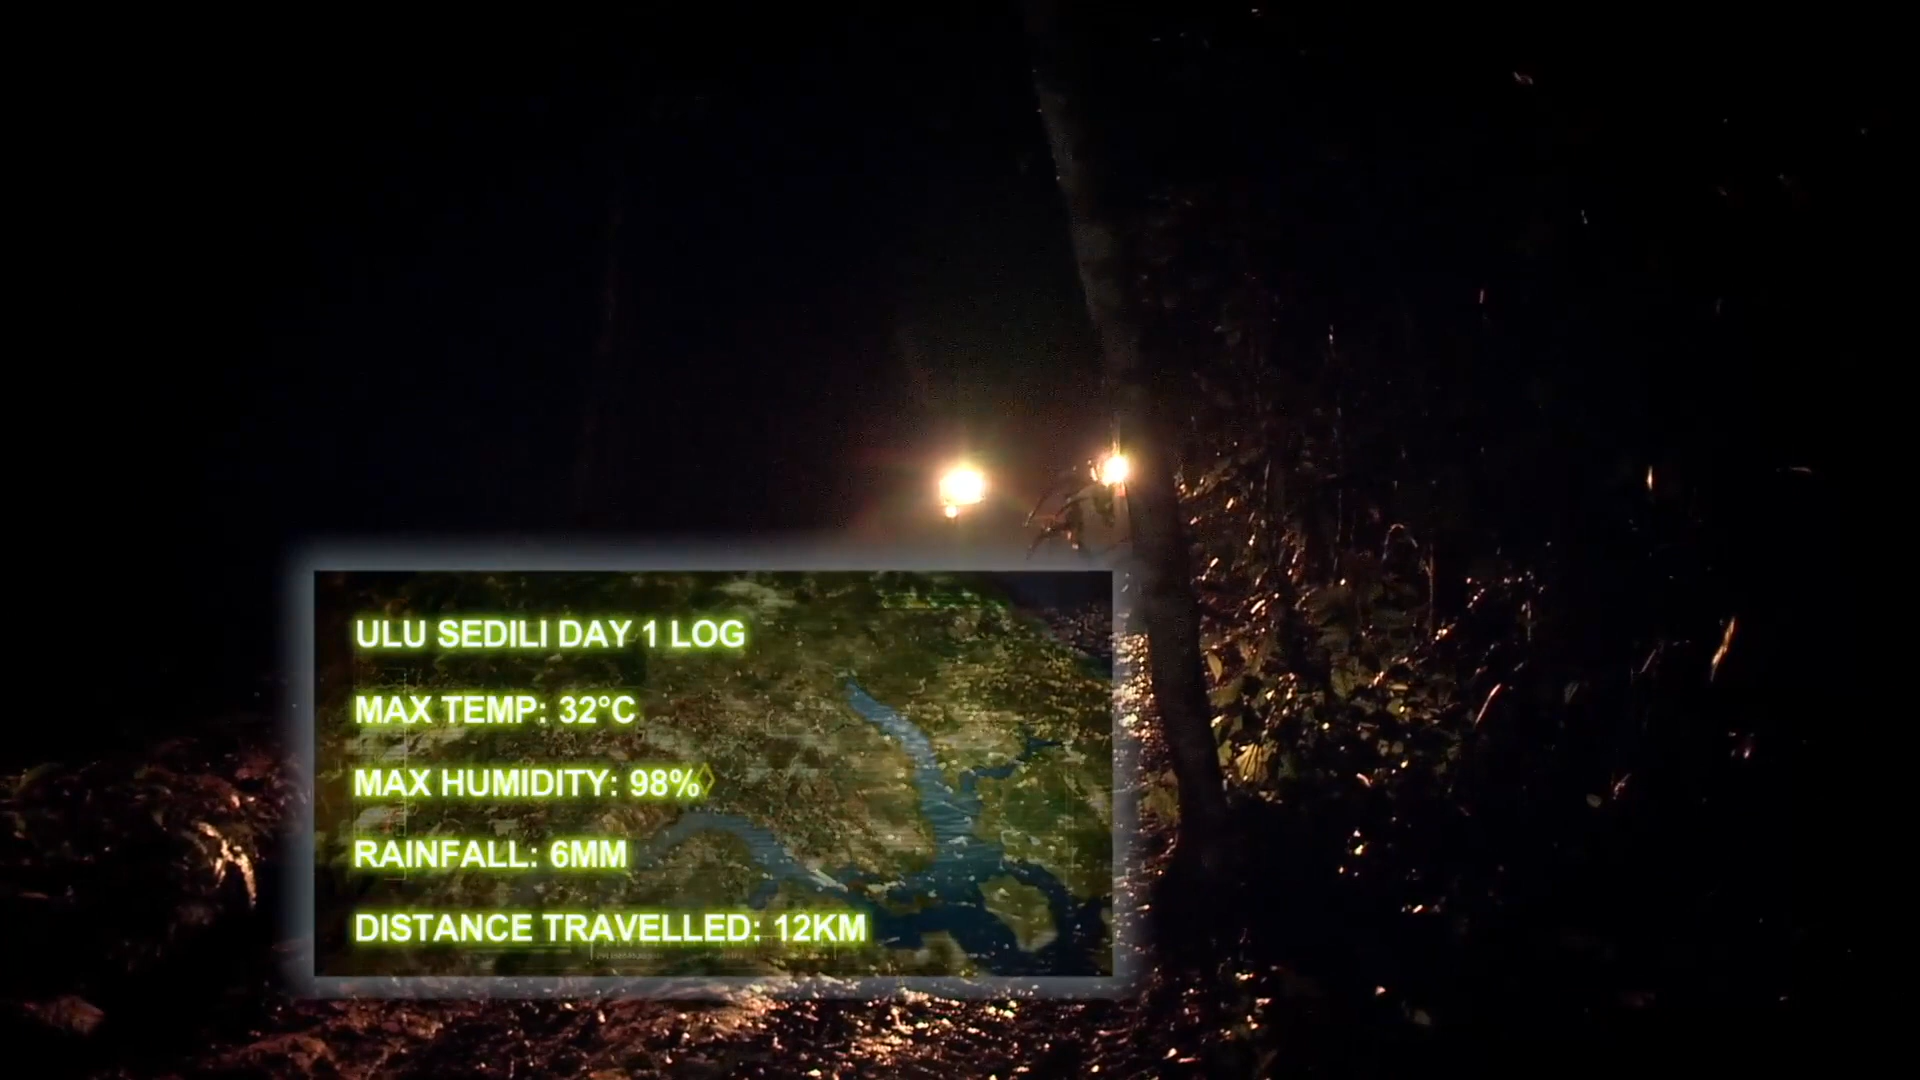 ULU SEDILI DAY 1 LOG
MAX TEMP: 32°C
MAX HUMIDITY: 98%
RAINFALL: 6MM
DISTANCE TRAVELLED: 12KM